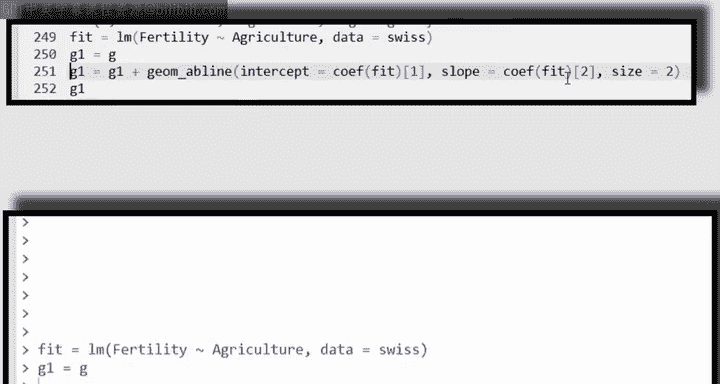 249 fit = lm(Fertility ~ Agriculture, data = swiss)
250 g1 = g
251 g1 = g1 + geom_abline(intercept = coef(fit)[1], slope = coef(fit)[2], size = 2)
252 g1
>
>
>
>
>
>
>
> fit = lm(Fertility ~ Agriculture, data = swiss)
> g1 = g